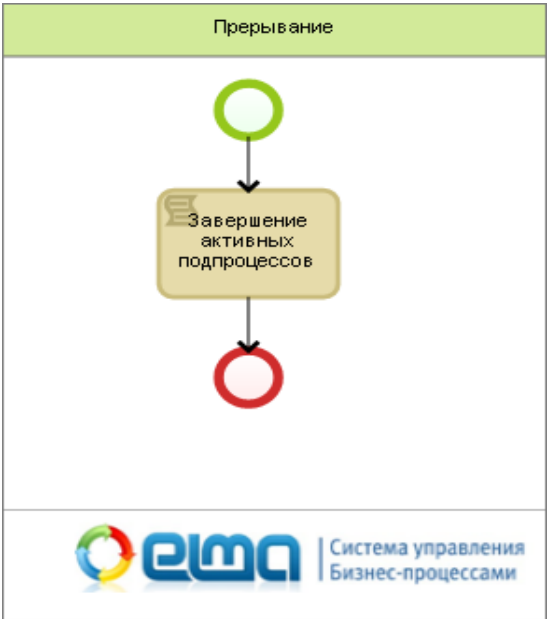 Прерывание
Завершение
активных
подпроцессов
elma
Система управления
Бизнес-процессами